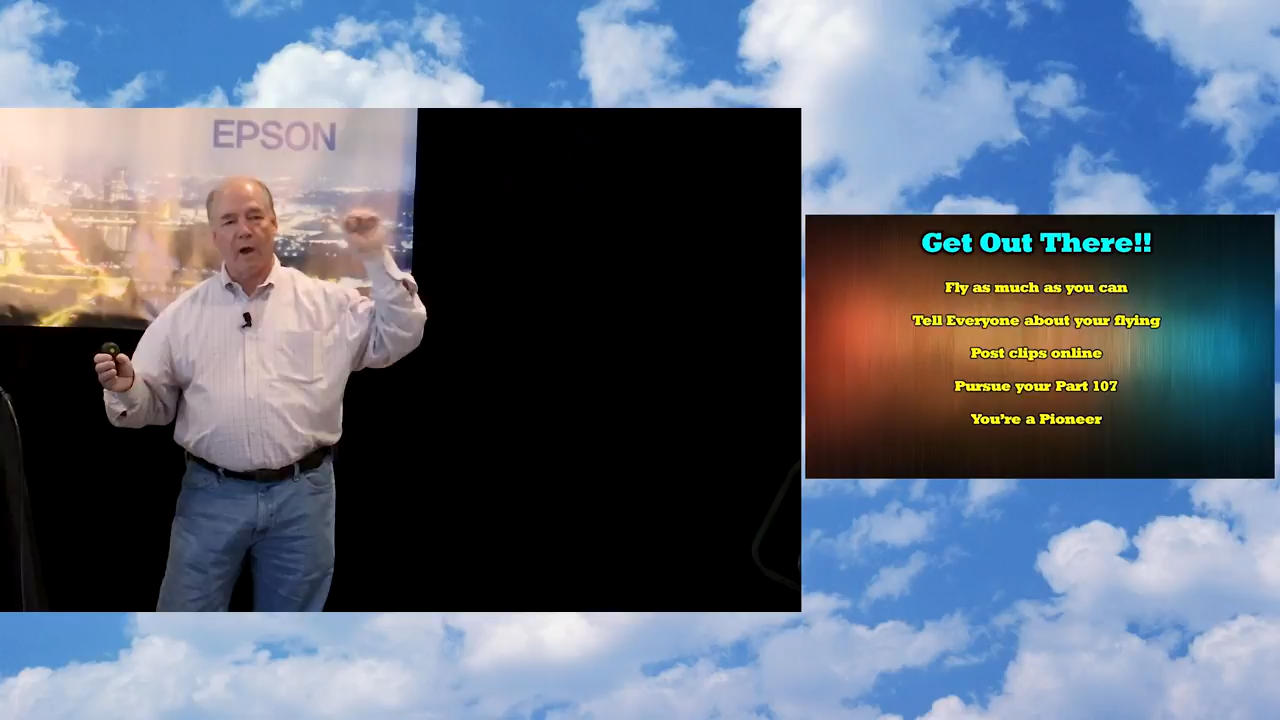 EPSON
Get Out There!!
Fly as much as you can
Tell Everyone about your flying
Post clips online
Pursue your Part 107
You're a Pioneer